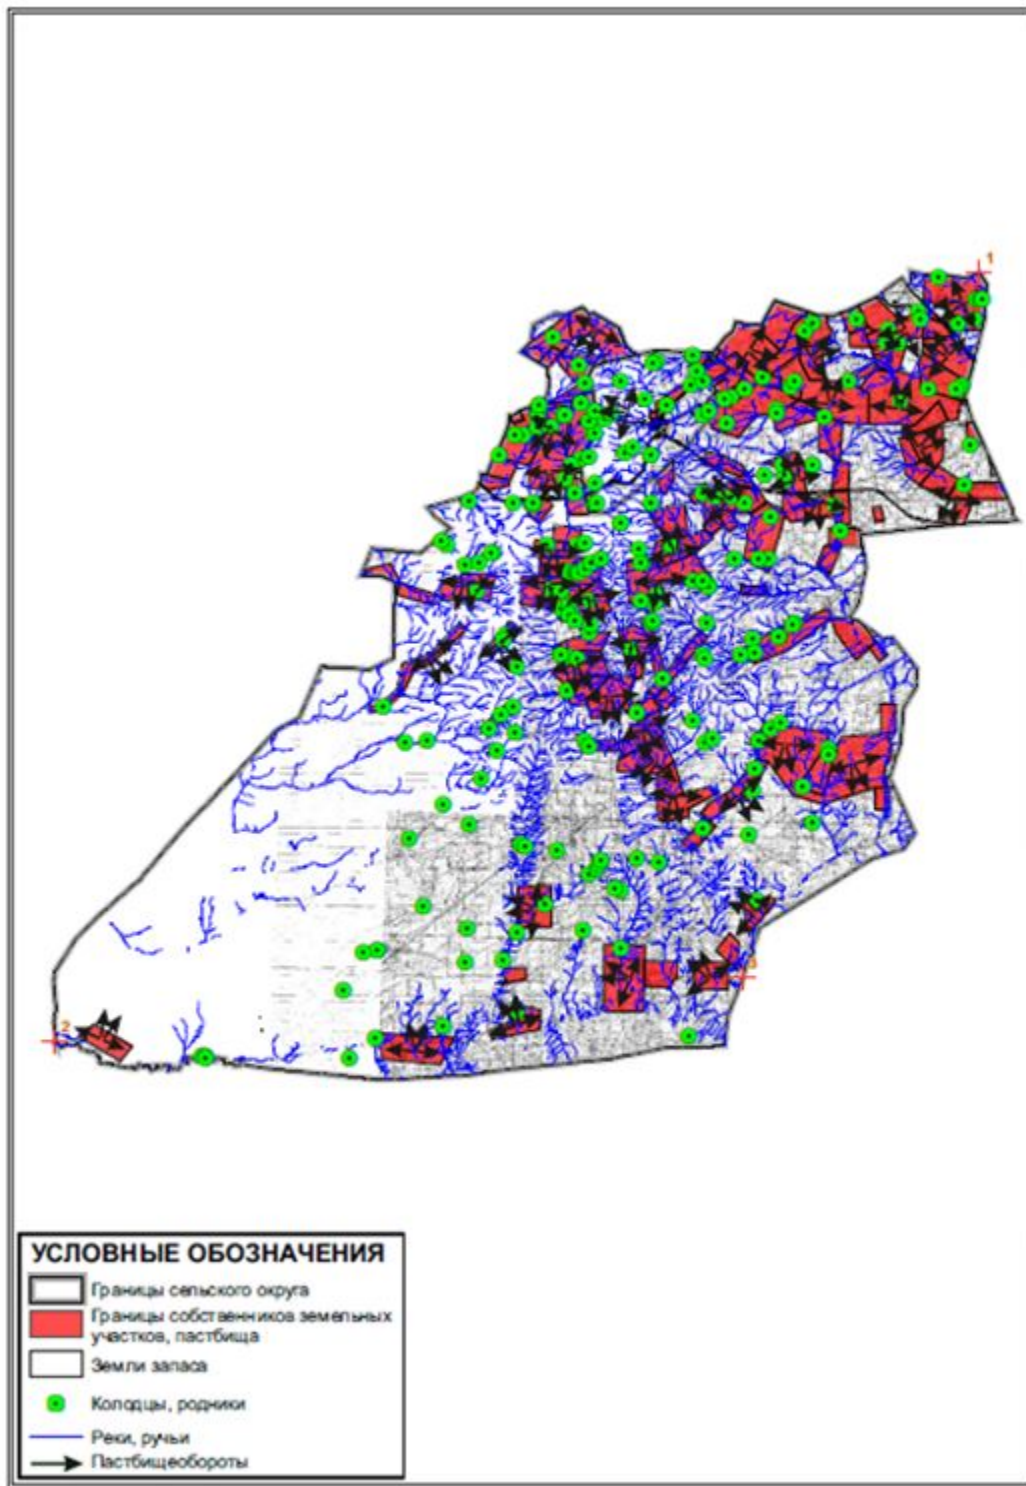 1
3
2
УСЛОВНЫЕ ОБОЗНАЧЕНИЯ
Границы сельского округа
Границы собственников земельных
участков, пастбища
Земли запаса
Колодцы, родники
Реки, ручьи
Пастбищеобороты